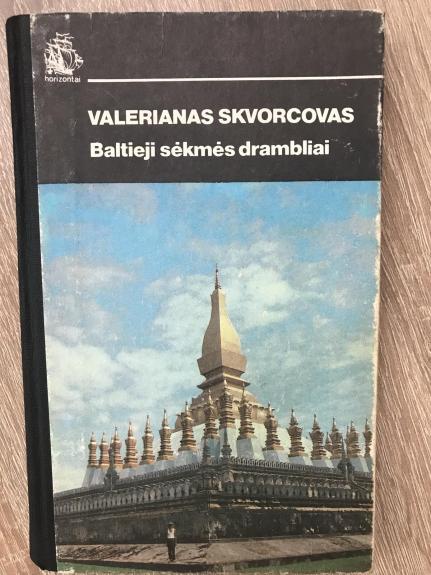 horizontai
VALERIANAS SKVORCOVAS
Baltieji sėkmės drambliai